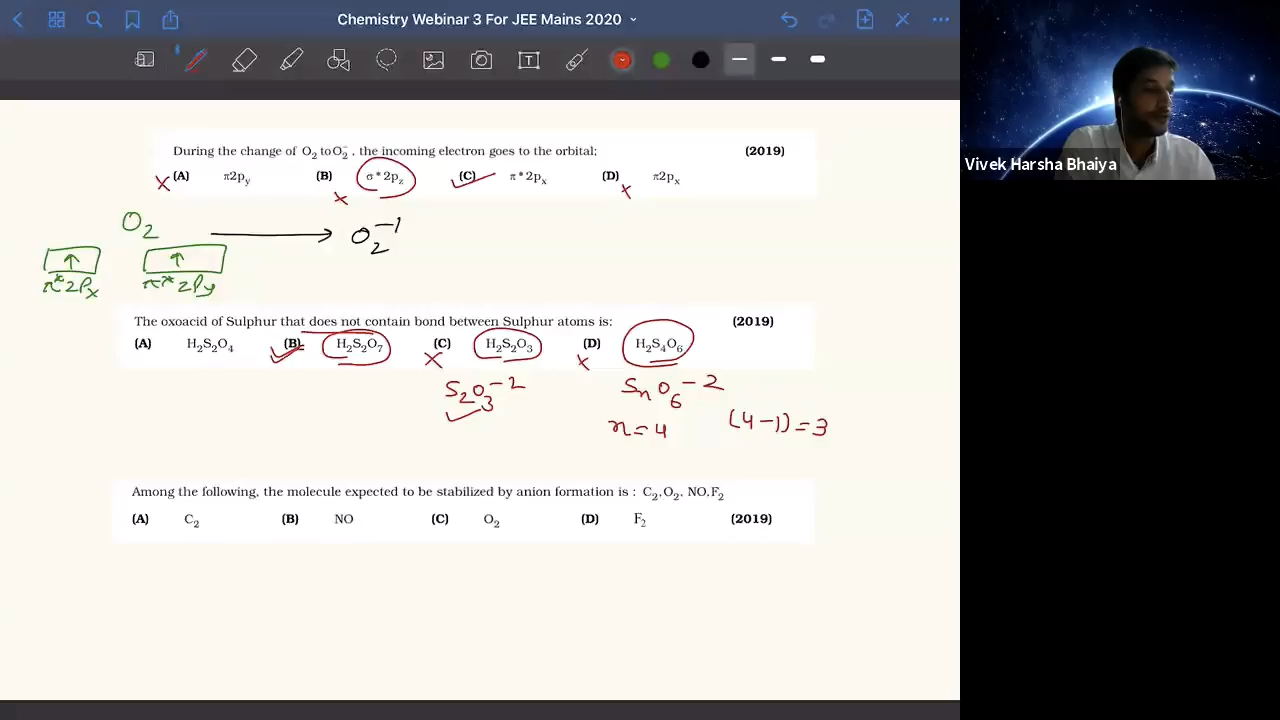 Chemistry Webinar 3 For JEE Mains 2020
T
During the change of O₂ to O₂⁻, the incoming electron goes to the orbital; (2019)
(A) π2pᵧ (B) σ*2p_z (C) π*2pₓ (D) π2pₓ
Vivek Harsha Bhaiya
O₂ → O₂⁻¹
↑ ↑
π*2Pₓ π*2Pᵧ
The oxoacid of Sulphur that does not contain bond between Sulphur atoms is: (2019)
(A) H₂S₂O₄ (B) H₂S₂O₇ (C) H₂S₂O₃ (D) H₂S₄O₆
S₂O₃⁻² SₙO₆⁻²
n=4 (4-1)=3
Among the following, the molecule expected to be stabilized by anion formation is : C₂,O₂, NO,F₂
(A) C₂ (B) NO (C) O₂ (D) F₂ (2019)